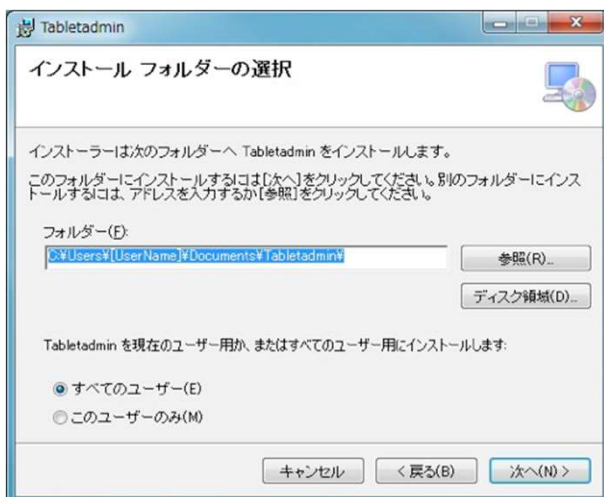 Tabletadmin
インストール フォルダーの選択
インストーラーは次のフォルダーへ Tabletadmin をインストールします。
このフォルダーにインストールするには[次へ]をクリックしてください。別のフォルダーにインス
トールするには、アドレスを入力するか[参照]をクリックしてください。
フォルダー(F):
C:¥Users¥[UserName]¥Documents¥Tabletadmin¥
参照(R)...
ディスク領域(D)...
Tabletadmin を現在のユーザー用か、またはすべてのユーザー用にインストールします:
すべてのユーザー(E)
このユーザーのみ(M)
キャンセル
< 戻る(B)
次へ(N) >